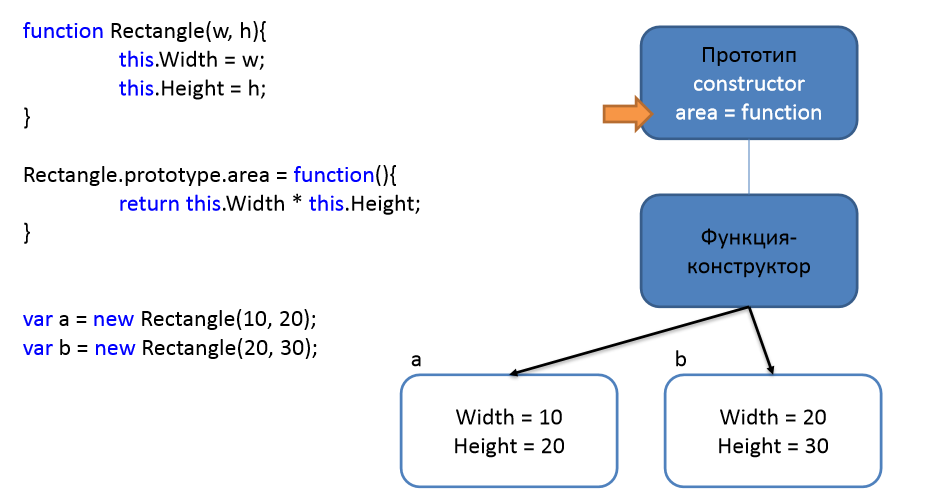 function Rectangle(w, h){
this.Width = w;
this.Height = h;
}
Rectangle.prototype.area = function(){
return this.Width * this.Height;
}
var a = new Rectangle(10, 20);
var b = new Rectangle(20, 30);
Прототип
constructor
area = function
Функция-
конструктор
a
Width = 10
Height = 20
b
Width = 20
Height = 30